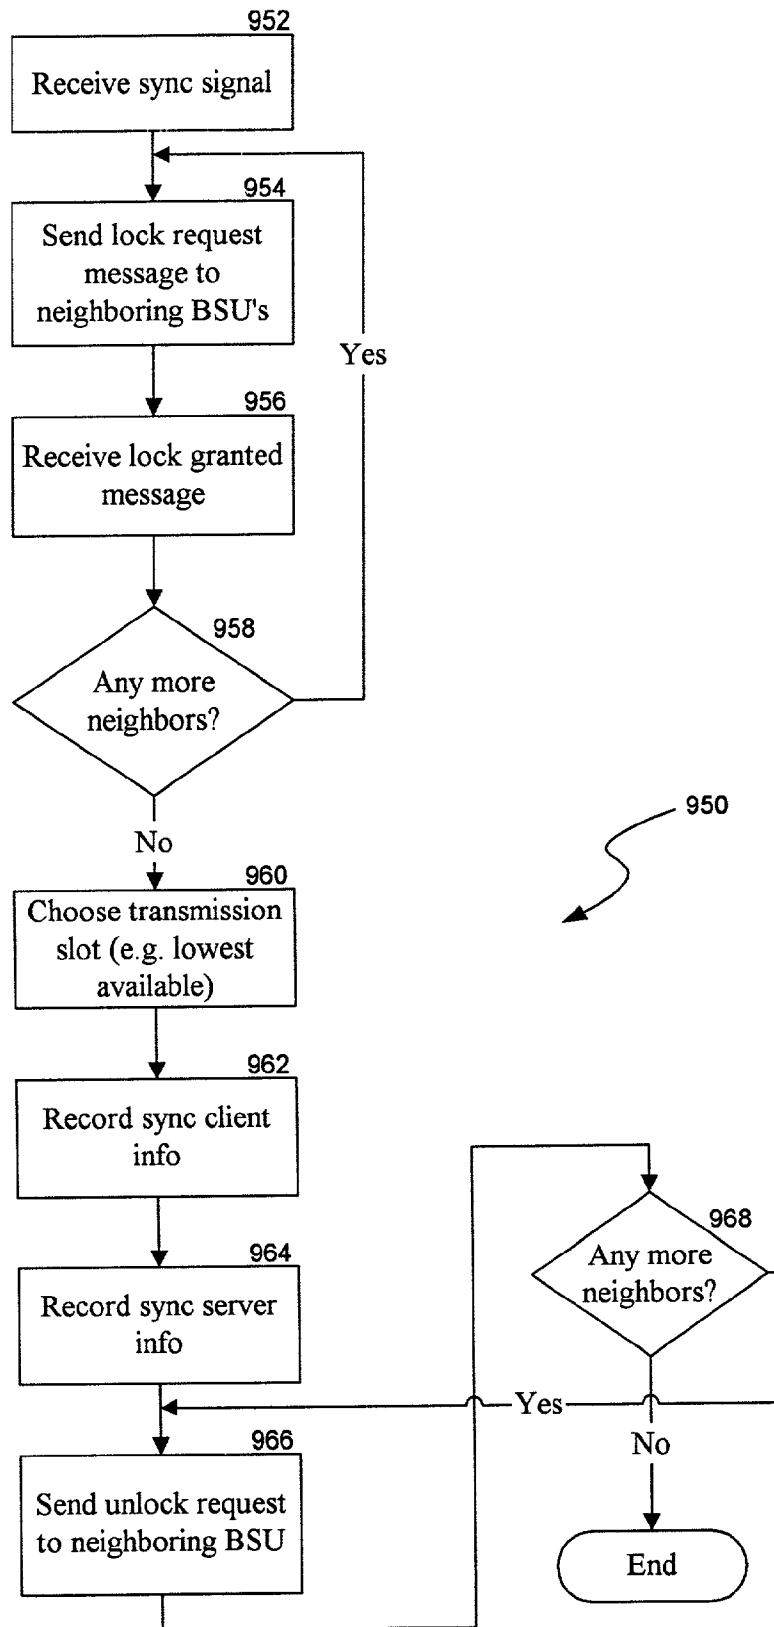 952
Receive sync signal
954
Send lock request
message to
neighboring BSU's
Yes
956
Receive lock granted
message
958
Any more
neighbors?
No
950
960
Choose transmission
slot (e.g. lowest
available)
962
Record sync client
info
964
Record sync server
info
966
Send unlock request
to neighboring BSU
968
Any more
neighbors?
Yes
No
End